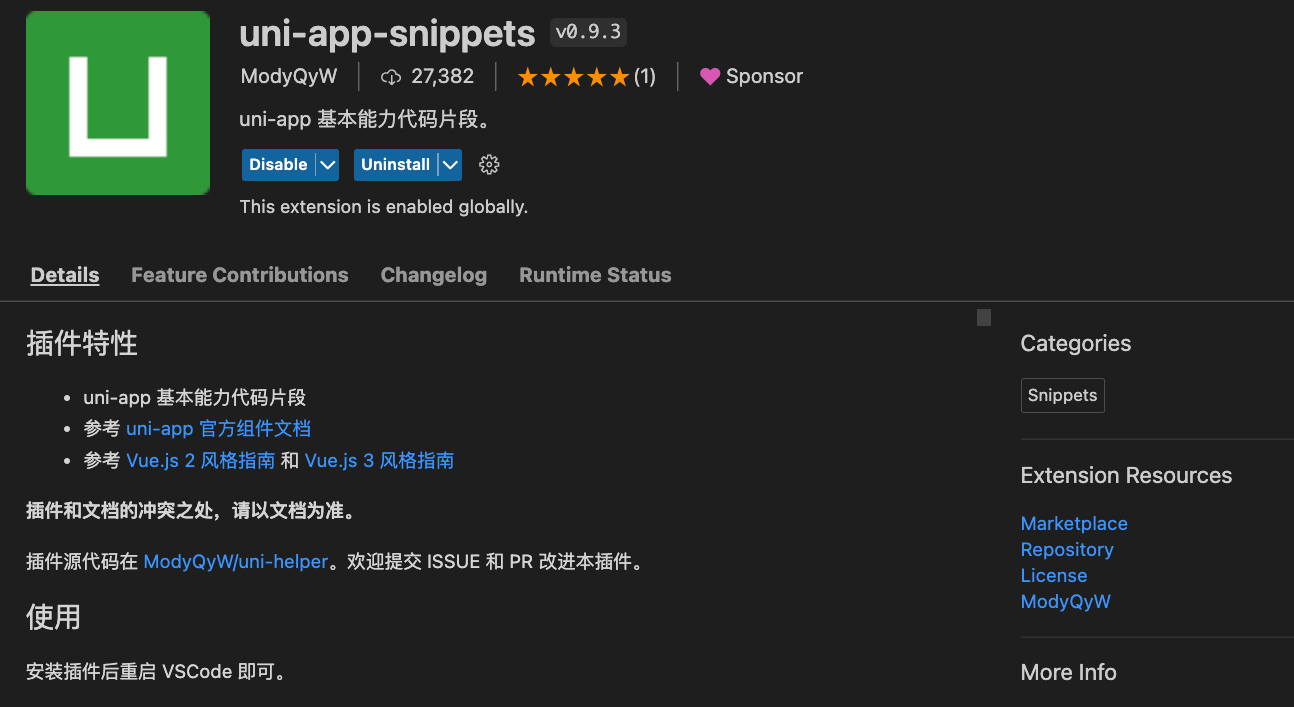 uni-app-snippets v0.9.3
ModyQyW 27,382 (1) Sponsor
uni-app 基本能力代码片段。
Disable Uninstall
This extension is enabled globally.
Details Feature Contributions Changelog Runtime Status
插件特性
• uni-app 基本能力代码片段
• 参考 uni-app 官方组件文档
• 参考 Vue.js 2 风格指南 和 Vue.js 3 风格指南
插件和文档的冲突之处，请以文档为准。
插件源代码在 ModyQyW/uni-helper。欢迎提交 ISSUE 和 PR 改进本插件。
使用
安装插件后重启 VSCode 即可。
Categories
Snippets
Extension Resources
Marketplace
Repository
License
ModyQyW
More Info